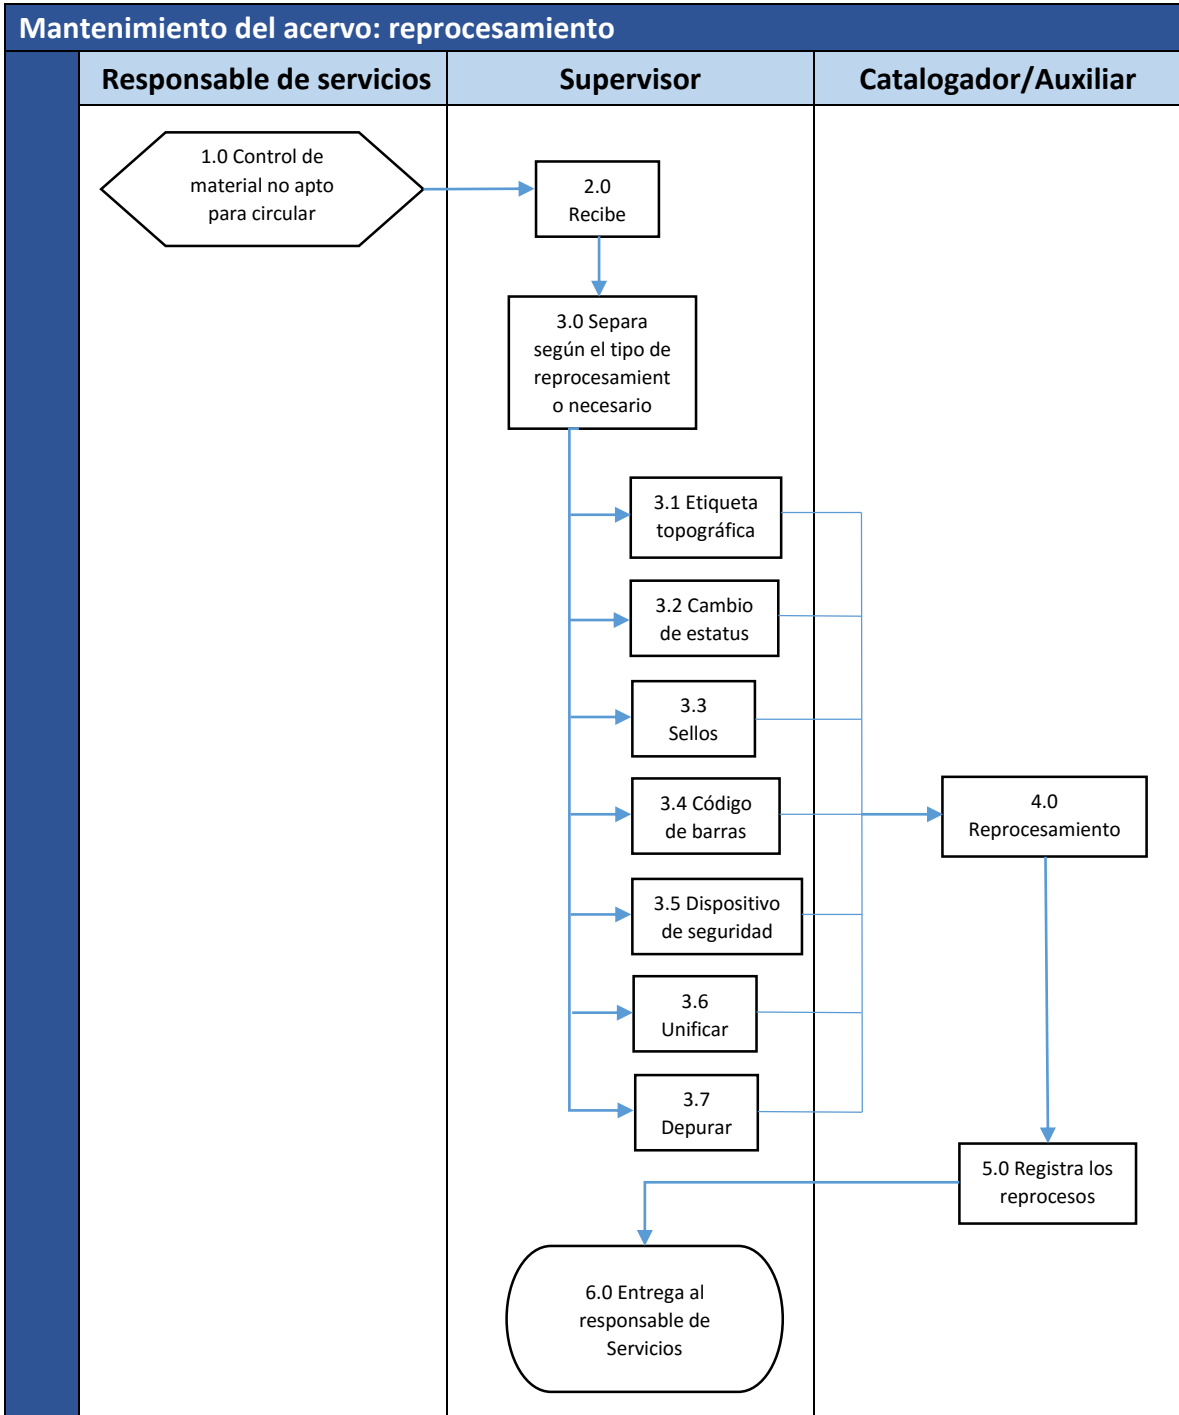 Mantenimiento del acervo: reprocesamiento
Responsable de servicios
Supervisor
Catalogador/Auxiliar
1.0 Control de
material no apto
para circular
2.0
Recibe
3.0 Separa
según el tipo de
reprocesamient
o necesario
3.1 Etiqueta
topográfica
3.2 Cambio
de estatus
3.3
Sellos
3.4 Código
de barras
4.0
Reprocesamiento
3.5 Dispositivo
de seguridad
3.6
Unificar
3.7
Depurar
5.0 Registra los
reprocesos
6.0 Entrega al
responsable de
Servicios